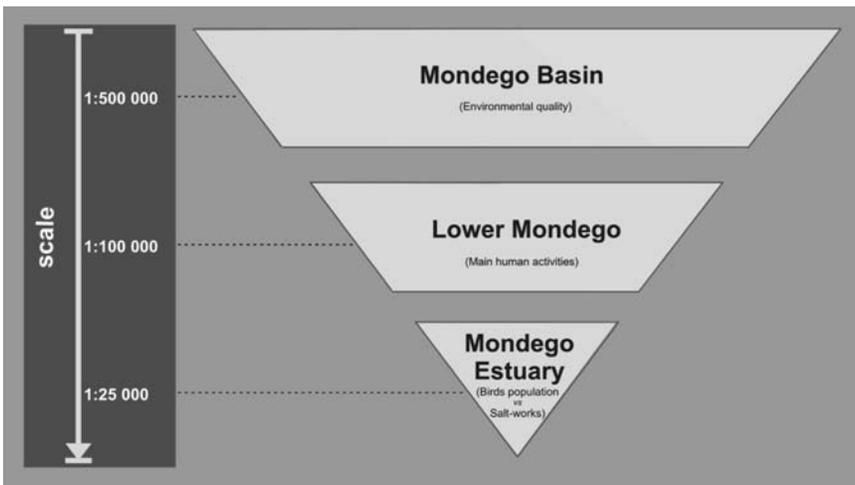 scale
1:500 000
Mondego Basin
(Environmental quality)
1:100 000
Lower Mondego
(Main human activities)
1:25 000
Mondego
Estuary
(Birds population
vs
Salt-works)